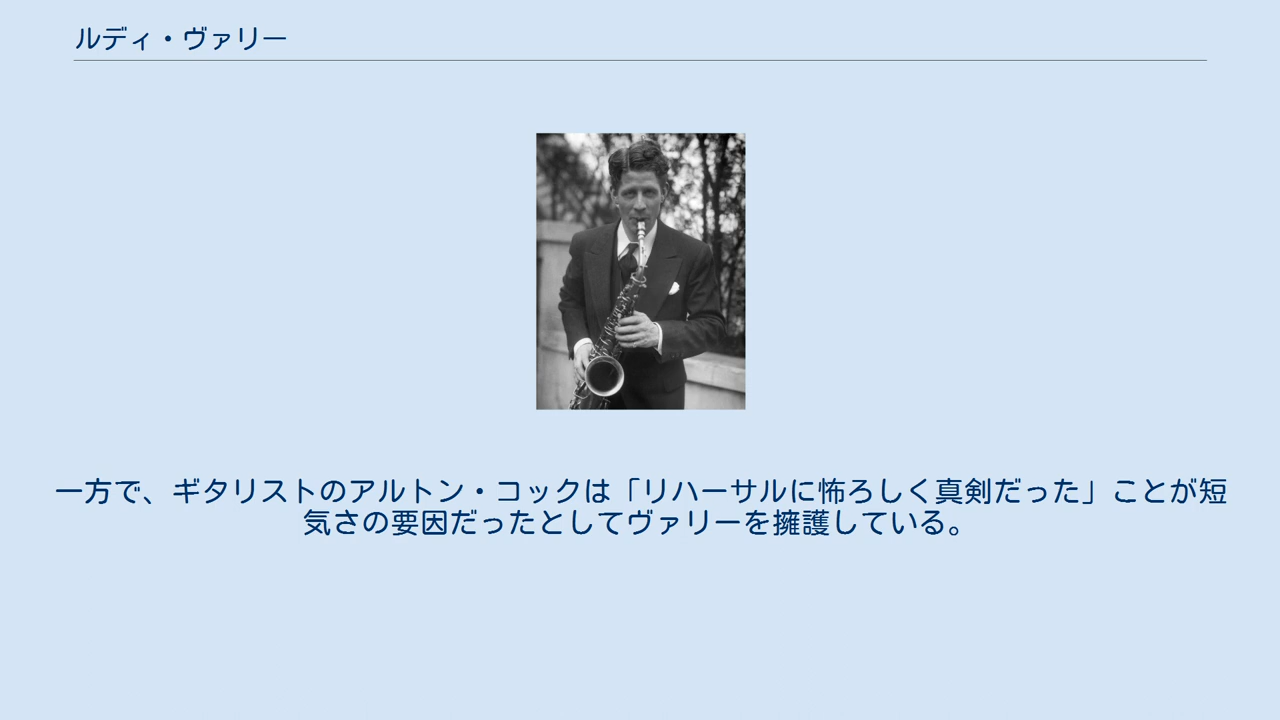 ルディ・ヴァリー
一方で、ギタリストのアルトン・コックは「リハーサルに怖ろしく真剣だった」ことが短
気さの要因だったとしてヴァリーを擁護している。